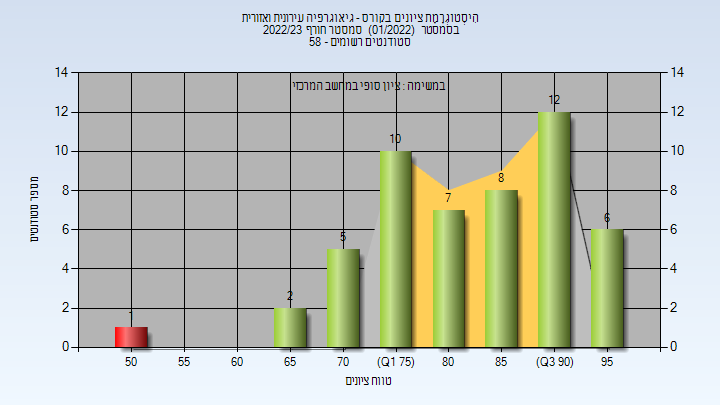 היסטוגרמת ציונים בקורס - גיאוגרפיה עירונית ואזורית
בסמסטר (01/2022) סמסטר חורף 2022/23
סטודנטים רשומים - 58
במשימה : ציון סופי במחשב המרכזי
14 14
12 12
10 10
8 8
6 6
4 4
2 2
0 0
1 2 5 10 7 8 12 6
50 55 60 65 70 (Q1 75) 80 85 (Q3 90) 95
מספר סטודנטים
טווח ציונים